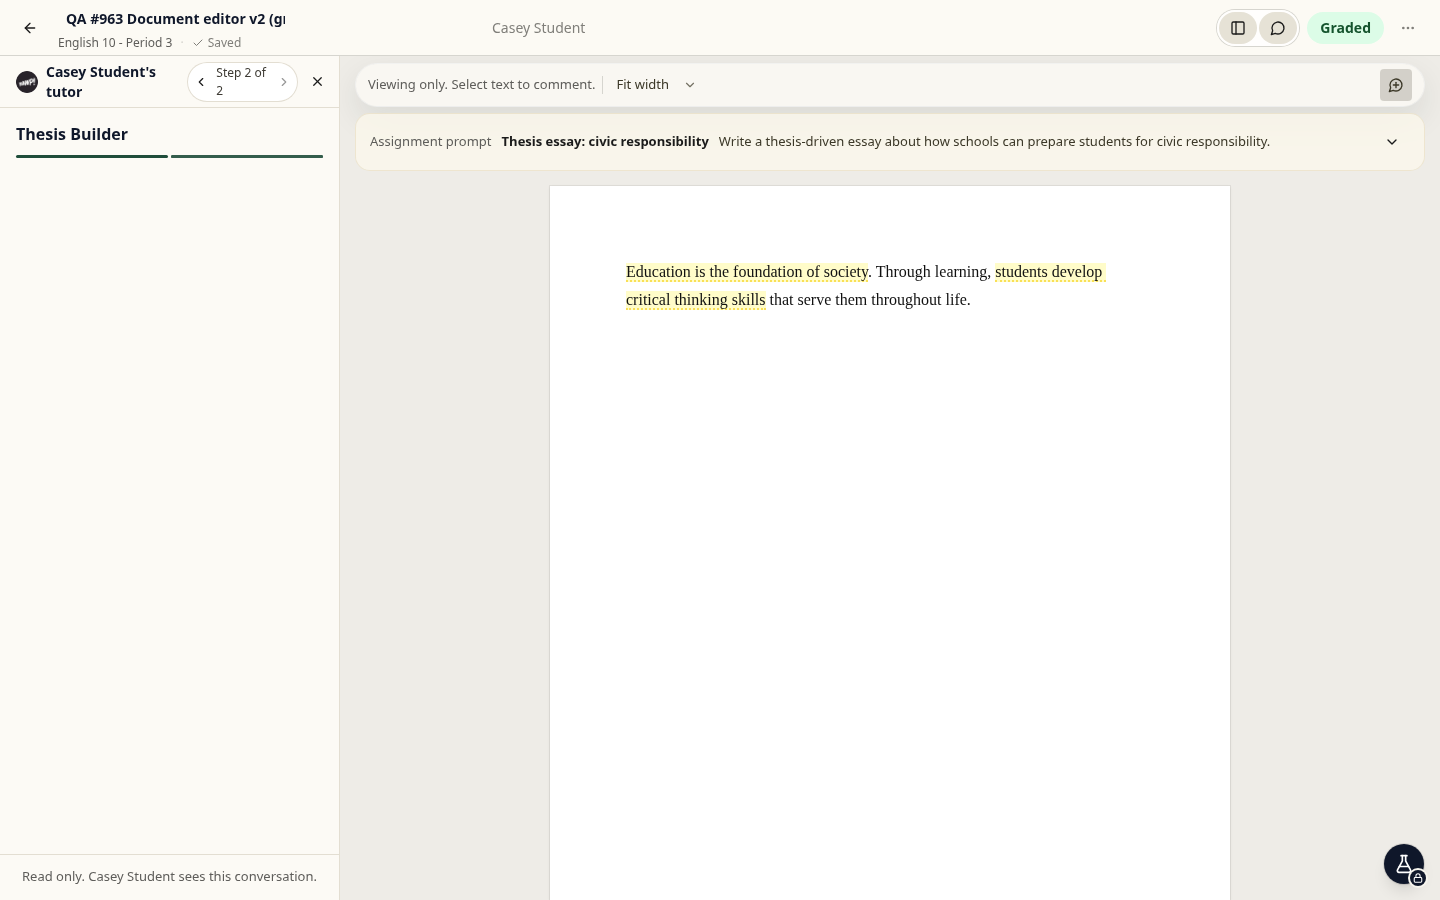 QA #963 Document editor v2 (gr
English 10 - Period 3 · Saved
Casey Student
Graded
Casey Student's
tutor
Step 2 of
2
Thesis Builder
Read only. Casey Student sees this conversation.
Viewing only. Select text to comment.
Fit width
Assignment prompt Thesis essay: civic responsibility Write a thesis-driven essay about how schools can prepare students for civic responsibility.
Education is the foundation of society. Through learning, students develop
critical thinking skills that serve them throughout life.